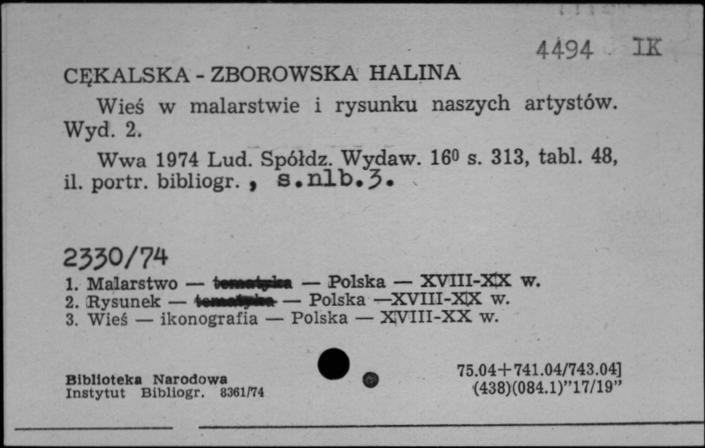 4494 IK
CĘKALSKA - ZBOROWSKA HALINA
Wieś w malarstwie i rysunku naszych artystów.
Wyd. 2.
Wwa 1974 Lud. Spółdz. Wydaw. 16⁰ s. 313, tabl. 48,
il. portr. bibliogr. , s.nlb.3.
2330/74
1. Malarstwo — tematyka — Polska — XVIII-XIX w.
2. Rysunek — tematyka — Polska —XVIII-XIX w.
3. Wieś — ikonografia — Polska — XVIII-XX w.
Biblioteka Narodowa
Instytut Bibliogr. 8361/74
75.04+741.04/743.04]
(438)(084.1)”17/19”